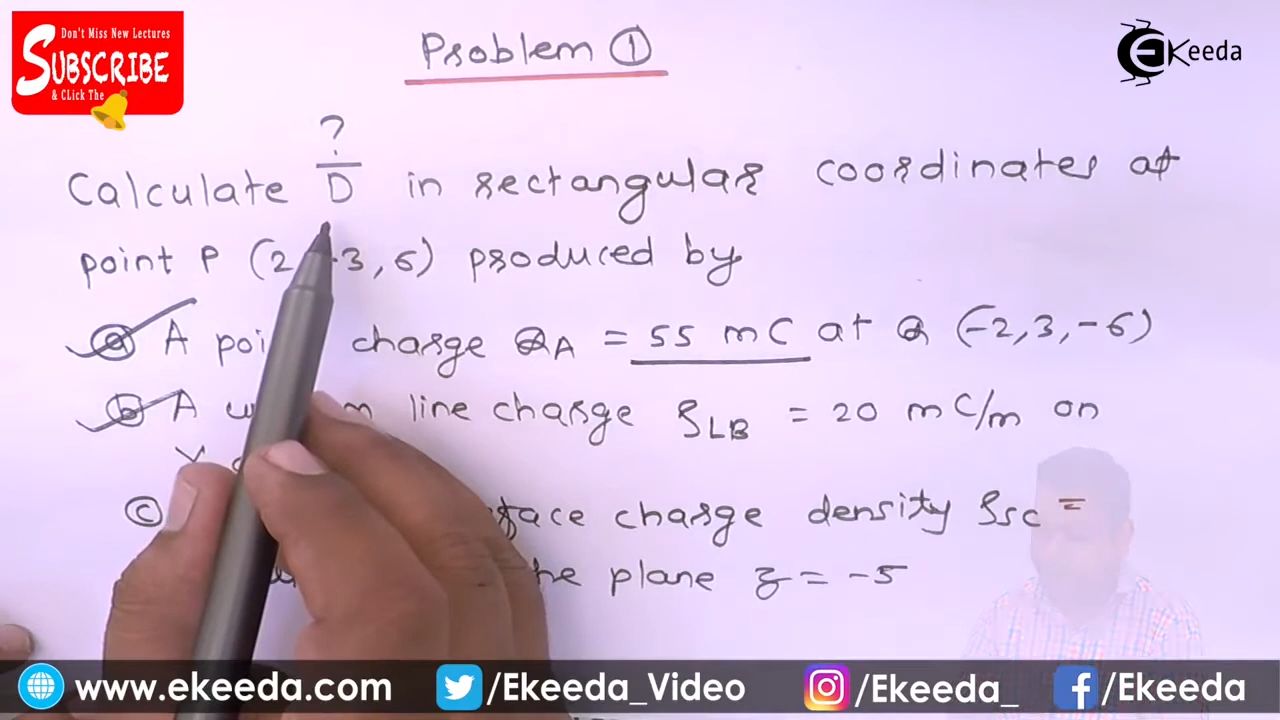 Don't Miss New Lectures
SUBSCRIBE
& CLick The
Problem ①
EKeeda
?
Calculate D̅ in rectangular coordinates at
point P (2, -3, 6) produced by
ⓐ A poi charge QA = 55 mC at Q (-2, 3, -6)
ⓑ A line charge ρLB = 20 mC/m on
ⓒ face charge density ρsc =
the plane z = -5
www.ekeeda.com /Ekeeda_Video /Ekeeda_ /Ekeeda